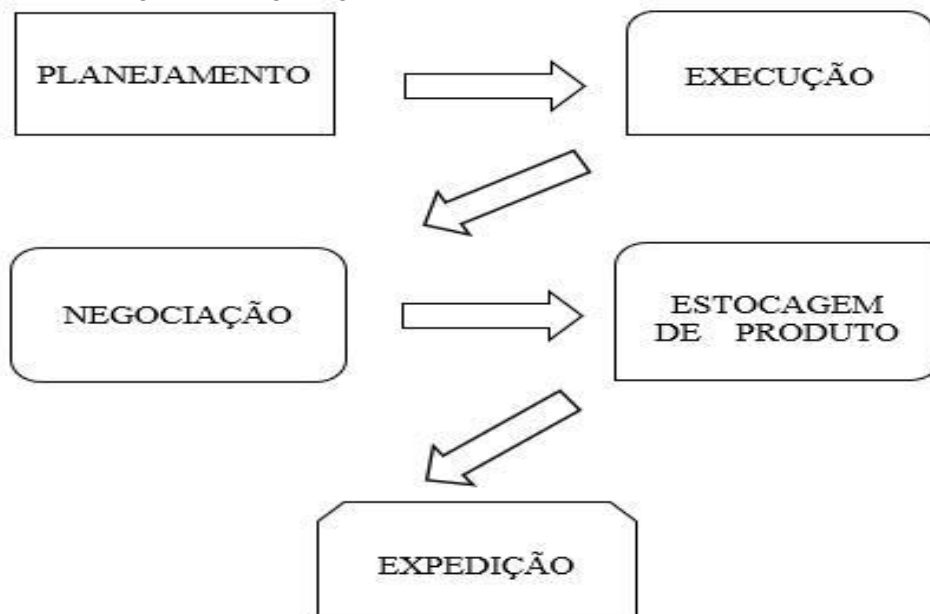 PLANEJAMENTO
EXECUÇÃO
NEGOCIAÇÃO
ESTOCAGEM
DE PRODUTO
EXPEDIÇÃO